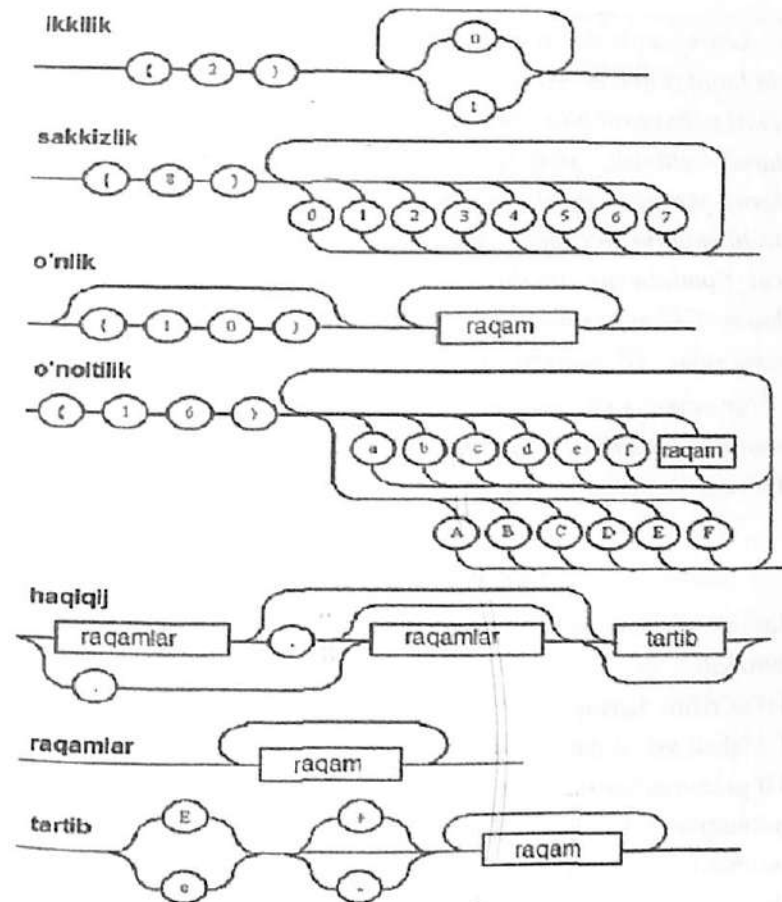 ikkilik
0
( 2 )
1
sakkizlik
( 8 )
0 1 2 3 4 5 6 7
o'nlik
( 1 0 ) raqam
o'noltilik
( 1 6 )
a b c d e f raqam
A B C D E F
haqiqij
raqamlar . raqamlar tartib
.
raqamlar
raqam
tartib
E +
raqam
e -